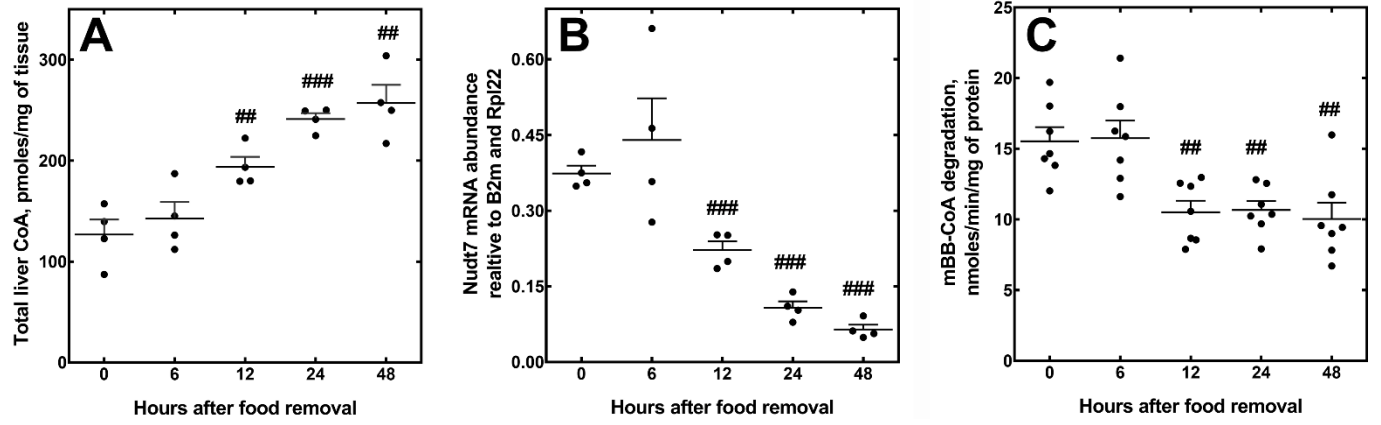 A
Total liver CoA, pmoles/mg of tissue
300
200
100
0
##
###
##
0 6 12 24 48
Hours after food removal
B
Nudt7 mRNA abundance
realtive to B2m and Rpl22
0.60
0.45
0.30
0.15
0.00
###
###
###
0 6 12 24 48
Hours after food removal
C
mBB-CoA degradation,
nmoles/min/mg of protein
25
20
15
10
5
0
##
##
##
0 6 12 24 48
Hours after food removal